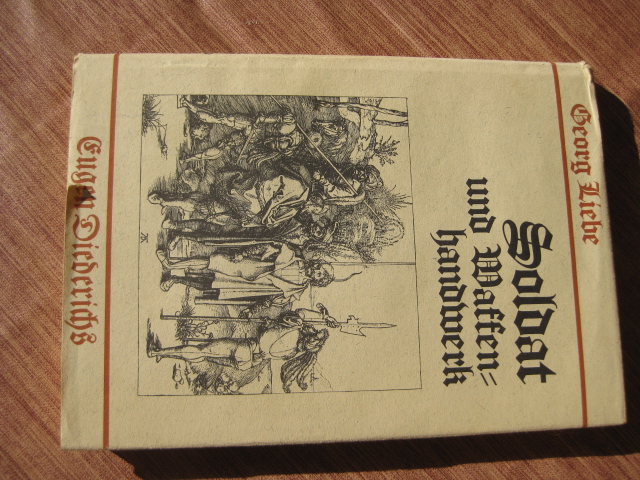 Georg Liebe
Soldat
und Waffen=
handwerk
Eugen Diederichs